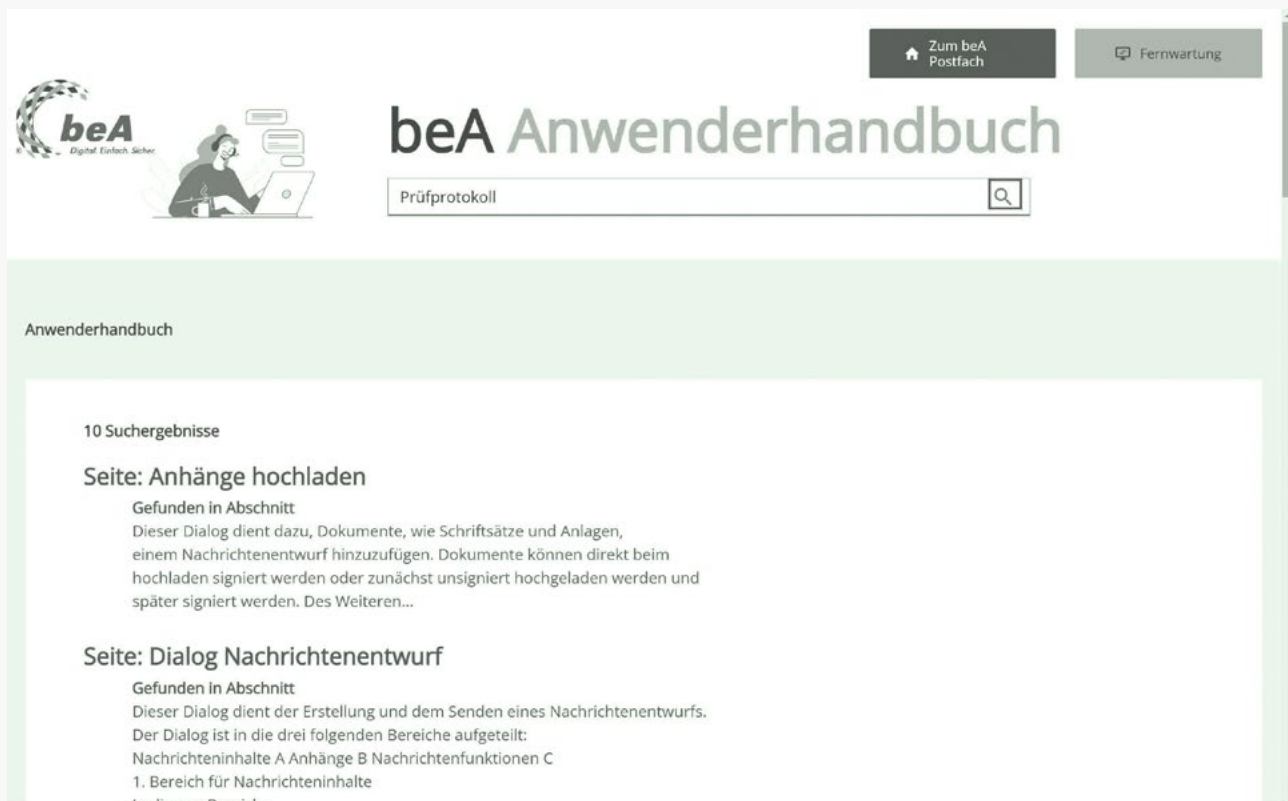 Zum beA
Postfach
Fernwartung
beA
Digital. Einfach. Sicher.
beA Anwenderhandbuch
Prüfprotokoll
Anwenderhandbuch
10 Suchergebnisse
Seite: Anhänge hochladen
Gefunden in Abschnitt
Dieser Dialog dient dazu, Dokumente, wie Schriftsätze und Anlagen,
einem Nachrichtenentwurf hinzuzufügen. Dokumente können direkt beim
hochladen signiert werden oder zunächst unsigniert hochgeladen werden und
später signiert werden. Des Weiteren...
Seite: Dialog Nachrichtenentwurf
Gefunden in Abschnitt
Dieser Dialog dient der Erstellung und dem Senden eines Nachrichtenentwurfs.
Der Dialog ist in die drei folgenden Bereiche aufgeteilt:
Nachrichteninhalte A Anhänge B Nachrichtenfunktionen C
1. Bereich für Nachrichteninhalte